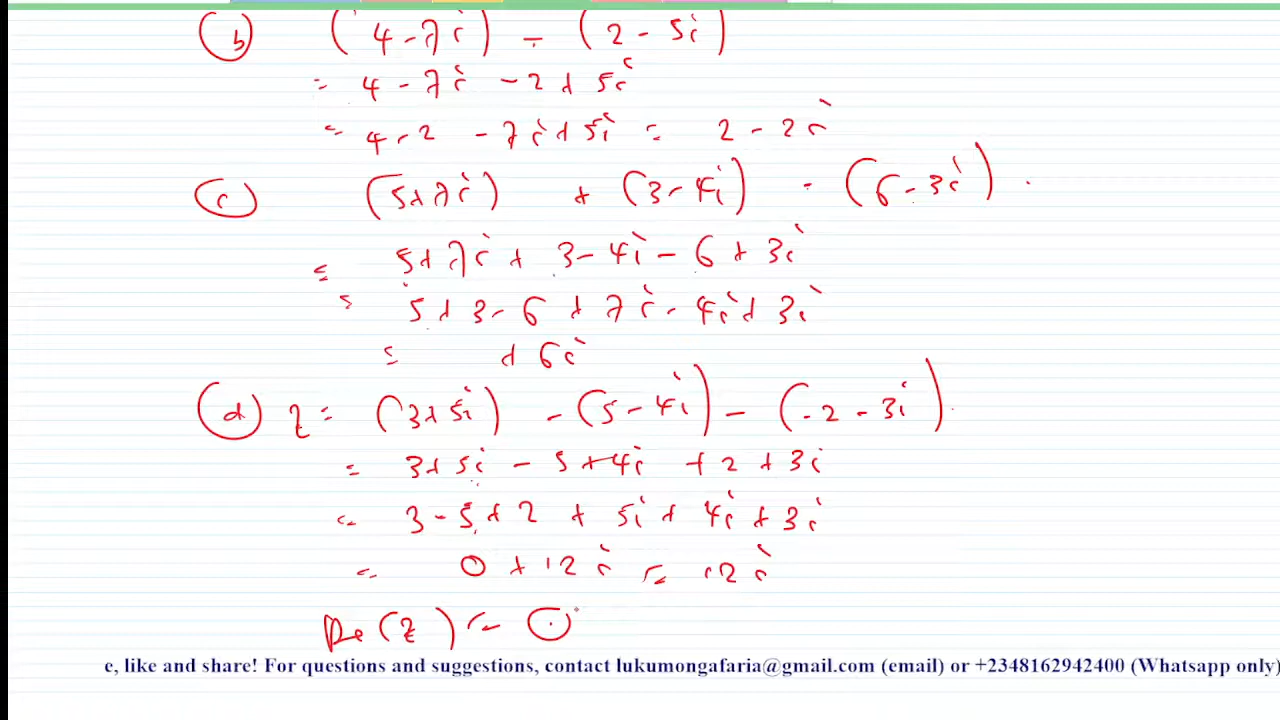 (b) (4 - 7i) - (2 - 5i)
= 4 - 7i - 2 + 5i
= 4 - 2 - 7i + 5i = 2 - 2i
(c) (5 + 7i) + (3 - 4i) - (6 - 3i).
= 5 + 7i + 3 - 4i - 6 + 3i
= 5 + 3 - 6 + 7i - 4i + 3i
= + 6i
(d) z = (3 + 5i) - (5 - 4i) - (-2 - 3i).
= 3 + 5i - 5 + 4i + 2 + 3i
= 3 - 5 + 2 + 5i + 4i + 3i
= 0 + 12i = 12i
Re(z) = 0
e, like and share! For questions and suggestions, contact lukumongafaria@gmail.com (email) or +2348162942400 (Whatsapp only)